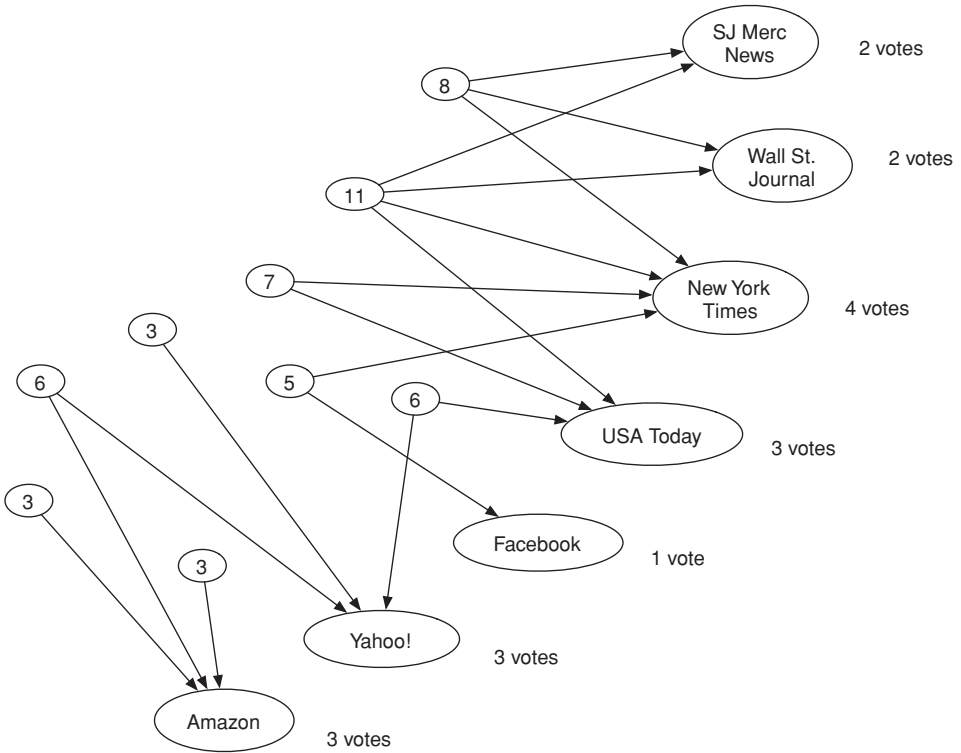 SJ Merc
News
2 votes
8
Wall St.
Journal
2 votes
11
7
New York
Times
4 votes
3
6
5
6
USA Today
3 votes
3
Facebook
1 vote
3
Yahoo!
3 votes
Amazon
3 votes